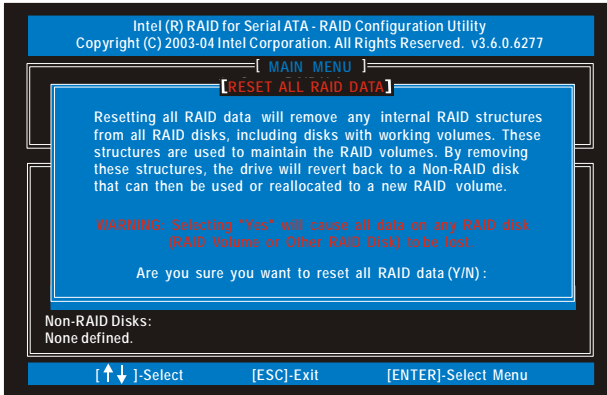 Intel (R) RAID for Serial ATA - RAID Configuration Utility
Copyright (C) 2003-04 Intel Corporation. All Rights Reserved. v3.6.0.6277
[ MAIN MENU ]
[RESET ALL RAID DATA]
Resetting all RAID data will remove any internal RAID structures
from all RAID disks, including disks with working volumes. These
structures are used to maintain the RAID volumes. By removing
these structures, the drive will revert back to a Non-RAID disk
that can then be used or reallocated to a new RAID volume.
WARNING: Selecting "Yes" will cause all data on any RAID disk
(RAID Volume or Other RAID Disk) to be lost.
Are you sure you want to reset all RAID data (Y/N) :
Non-RAID Disks:
None defined.
[↑↓]-Select [ESC]-Exit [ENTER]-Select Menu